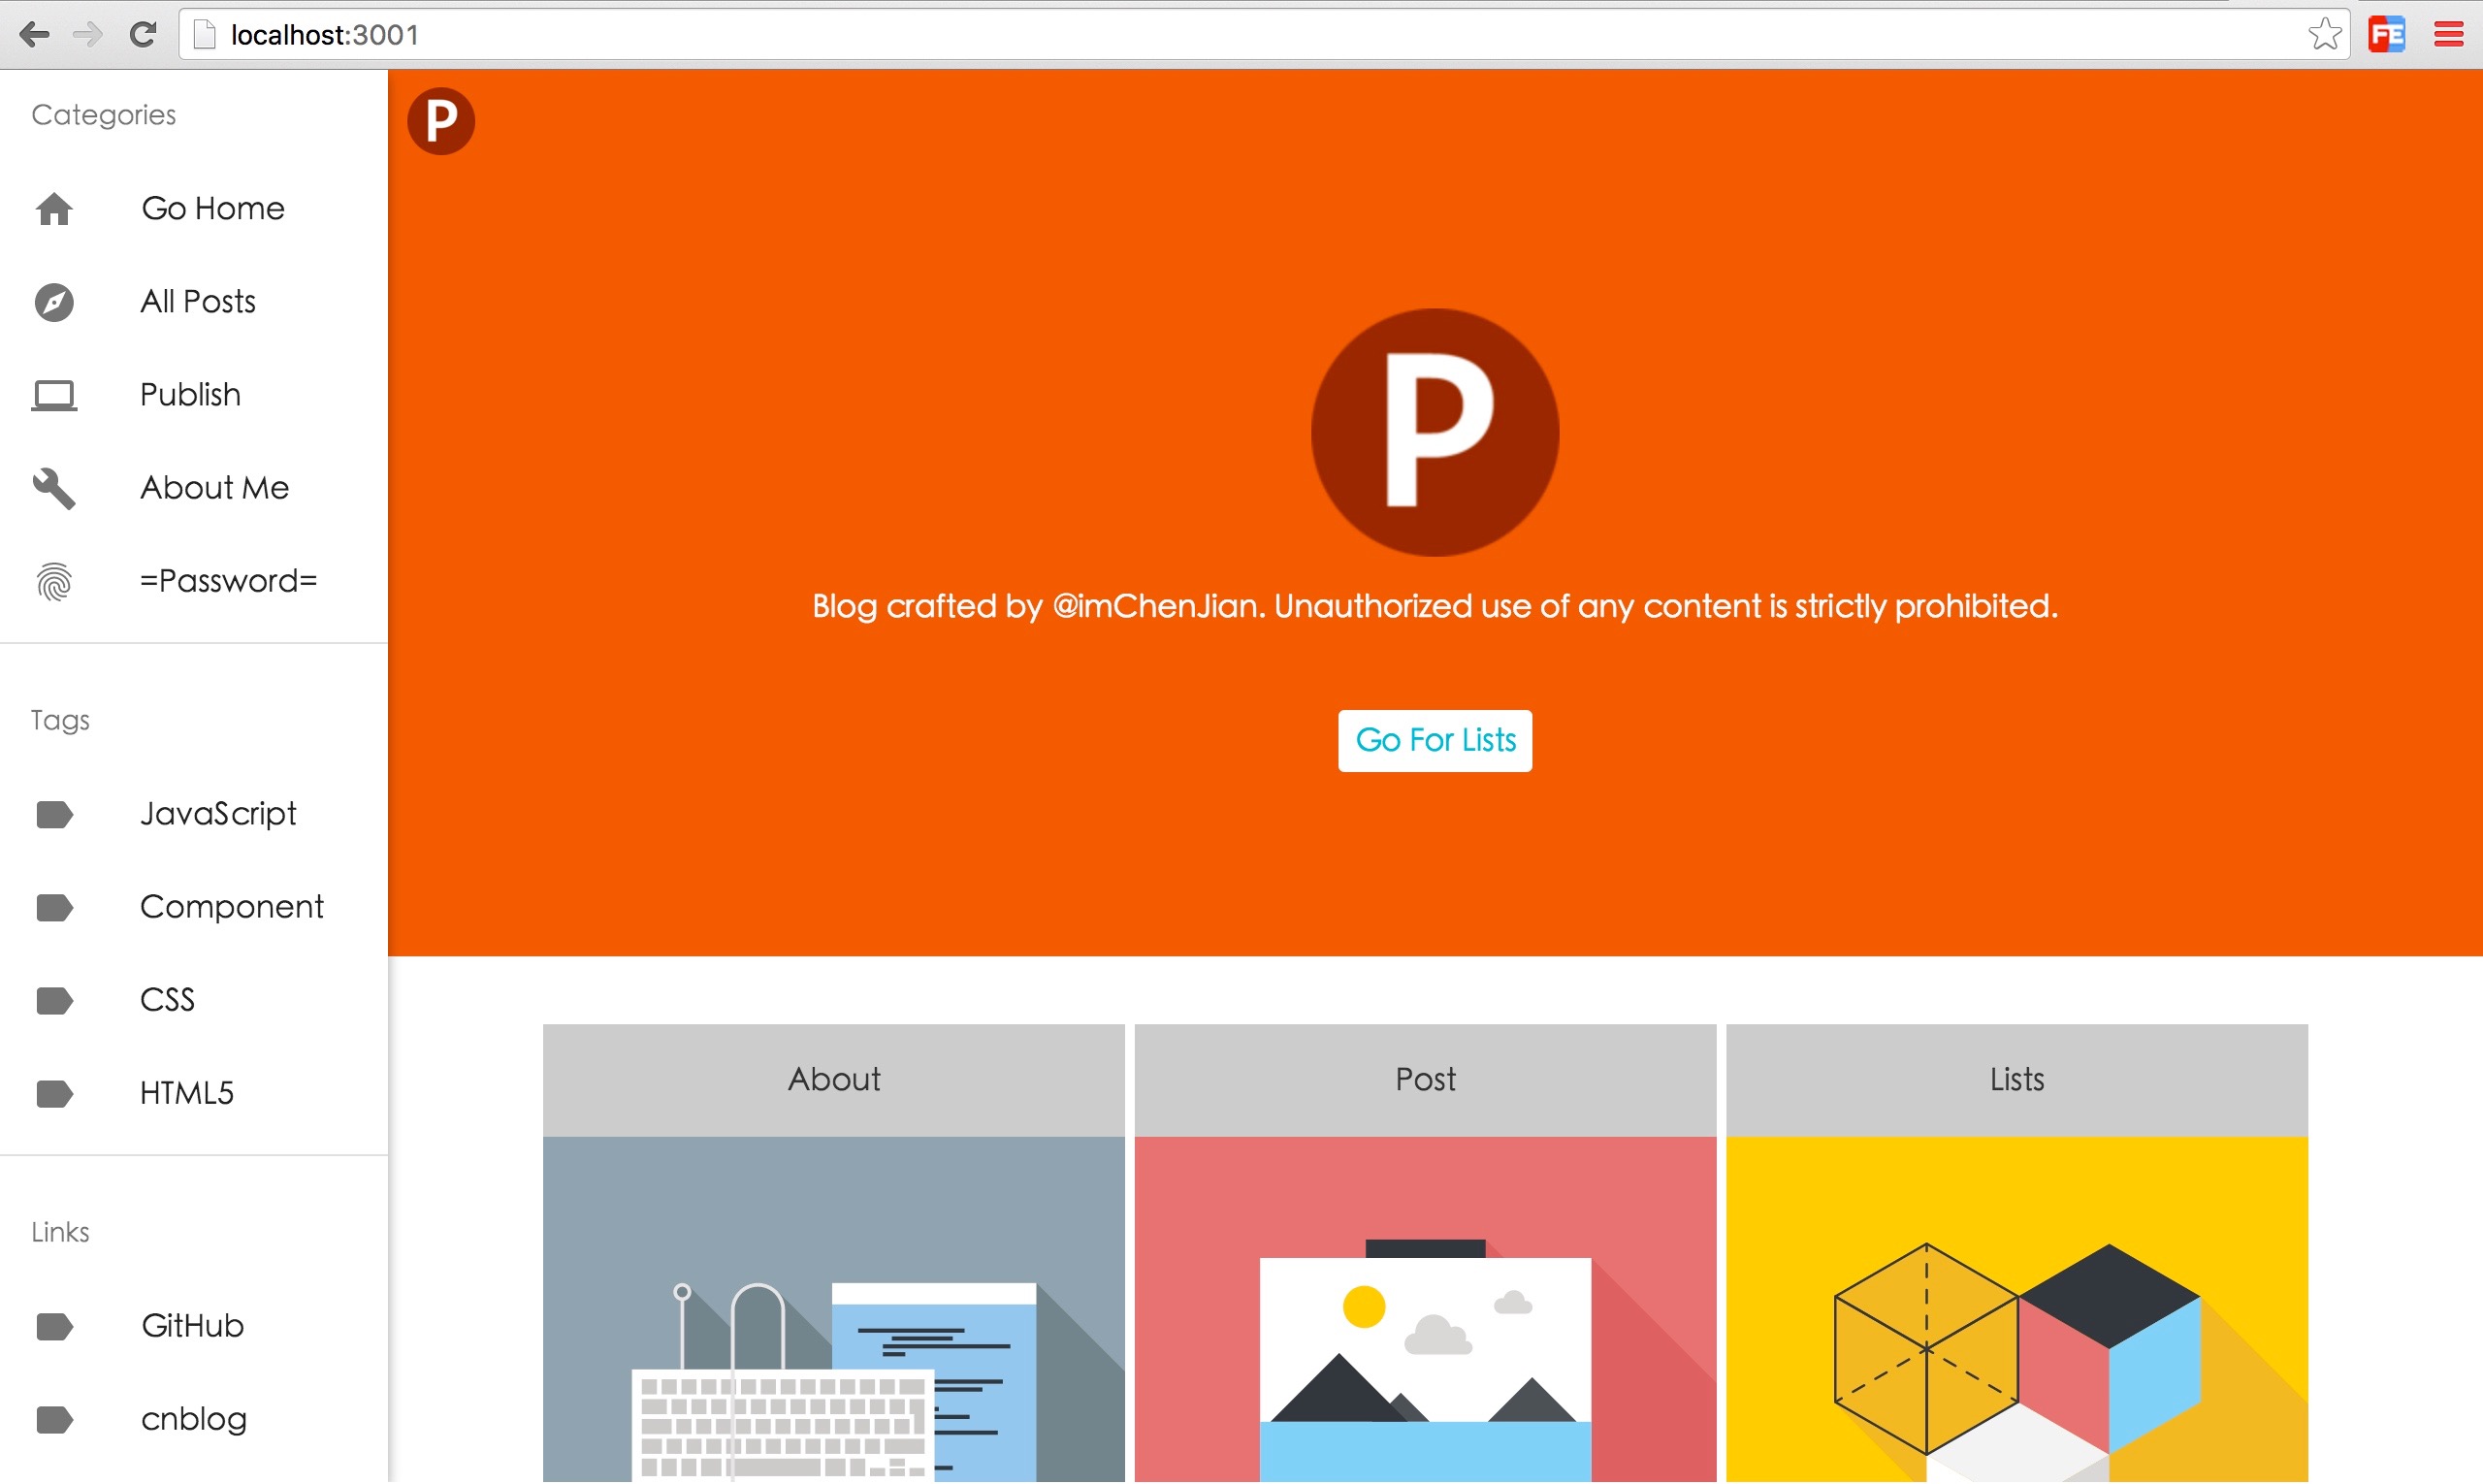 localhost:3001
FE
Categories
Go Home
All Posts
Publish
About Me
=Password=
Tags
JavaScript
Component
CSS
HTML5
Links
GitHub
cnblog
P
P
Blog crafted by @imChenJian. Unauthorized use of any content is strictly prohibited.
Go For Lists
About
Post
Lists